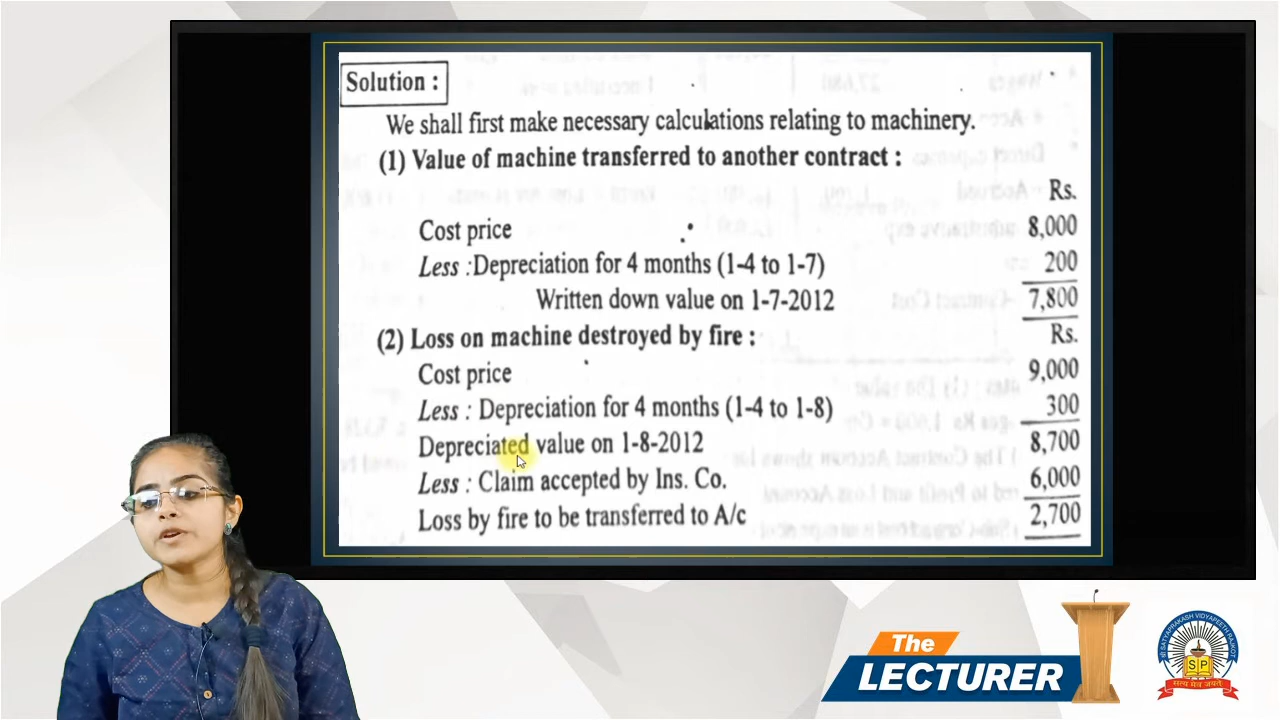 Solution :
We shall first make necessary calculations relating to machinery.
(1) Value of machine transferred to another contract :
Rs.
Cost price 8,000
Less : Depreciation for 4 months (1-4 to 1-7) 200
Written down value on 1-7-2012 7,800
(2) Loss on machine destroyed by fire : Rs.
Cost price 9,000
Less : Depreciation for 4 months (1-4 to 1-8) 300
Depreciated value on 1-8-2012 8,700
Less : Claim accepted by Ins. Co. 6,000
Loss by fire to be transferred to A/c 2,700
The
LECTURER
SP